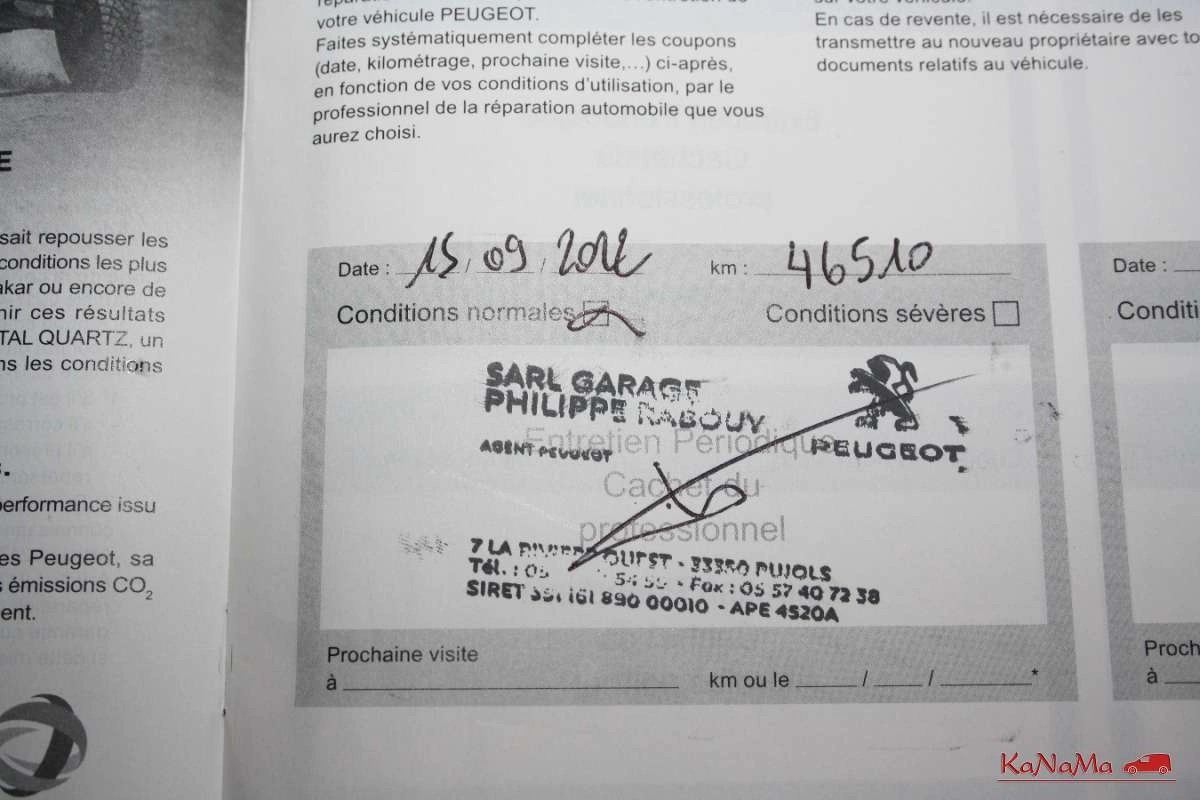 votre véhicule PEUGEOT.
Faites systématiquement compléter les coupons
(date, kilométrage, prochaine visite,...) ci-après,
en fonction de vos conditions d'utilisation, par le
professionnel de la réparation automobile que vous
aurez choisi.
En cas de revente, il est nécessaire de les
transmettre au nouveau propriétaire avec to
documents relatifs au véhicule.
E
sait repousser les
conditions les plus
akar ou encore de
nir ces résultats
TAL QUARTZ, un
ns les conditions
performance issu
es Peugeot, sa
s émissions CO2
ent.
Date : 15 / 09 / 2012 km : 46510
Conditions normales Conditions sévères
SARL GARAGE
PHILIPPE RABOUY
AGENT PEUGEOT
PEUGEOT
Entretien Périodique
Cachet du
professionnel
7 LA RIVIERE OUEST - 33350 PUJOLS
Tél. : 05 54 55 - Fax : 05 57 40 72 38
SIRET 391 161 890 00010 - APE 4520A
Prochaine visite
à km ou le / / *
Date :
Conditi
Proch
à
KaNaMa